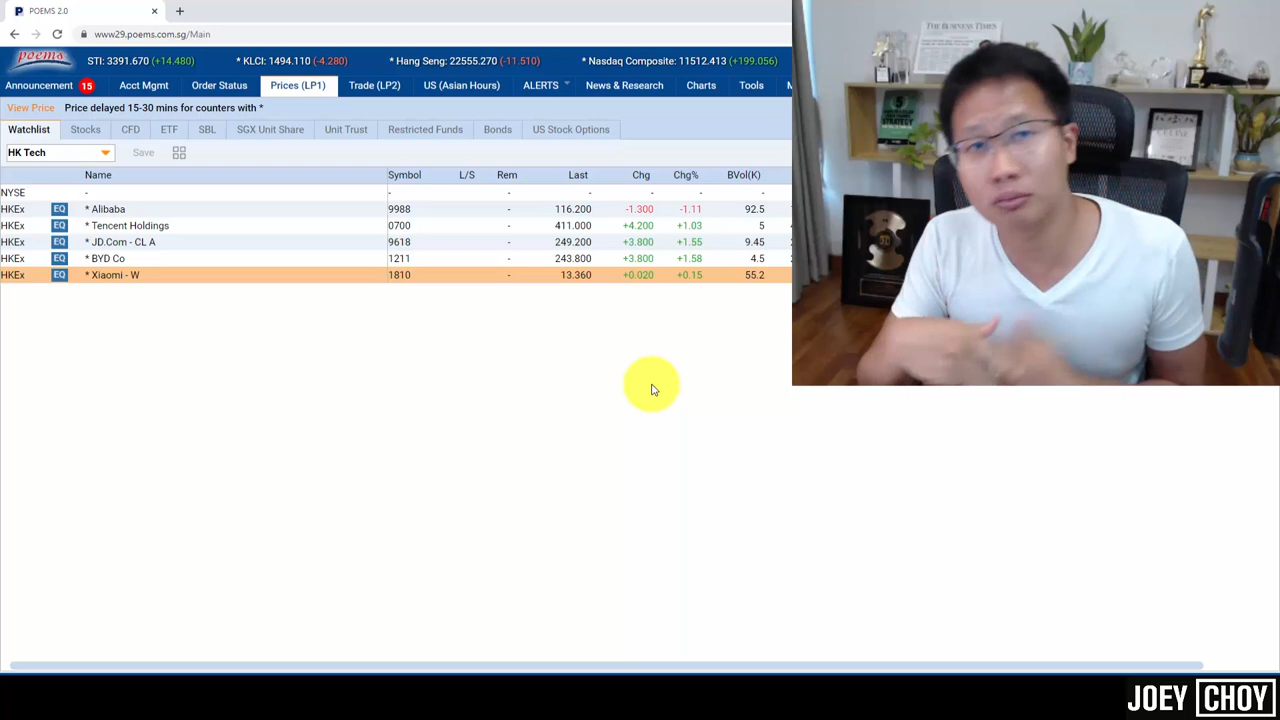 POEMS 2.0
www29.poems.com.sg/Main
poems
STI: 3391.670 (+14.480) * KLCI: 1494.110 (-4.280) * Hang Seng: 22555.270 (-11.510) * Nasdaq Composite: 11512.413 (+199.056)
Announcement 15 Acct Mgmt Order Status Prices (LP1) Trade (LP2) US (Asian Hours) ALERTS News & Research Charts Tools
View Price Price delayed 15-30 mins for counters with *
Watchlist Stocks CFD ETF SBL SGX Unit Share Unit Trust Restricted Funds Bonds US Stock Options
HK Tech Save
Name Symbol L/S Rem Last Chg Chg% BVol(K)
NYSE - - - - - - -
HKEx EQ * Alibaba 9988 - 116.200 -1.300 -1.11 92.5
HKEx EQ * Tencent Holdings 0700 - 411.000 +4.200 +1.03 5
HKEx EQ * JD.Com - CL A 9618 - 249.200 +3.800 +1.55 9.45
HKEx EQ * BYD Co 1211 - 243.800 +3.800 +1.58 4.5
HKEx EQ * Xiaomi - W 1810 - 13.360 +0.020 +0.15 55.2
THE BUSINESS TIMES
STRATEGY
JOEY CHOY